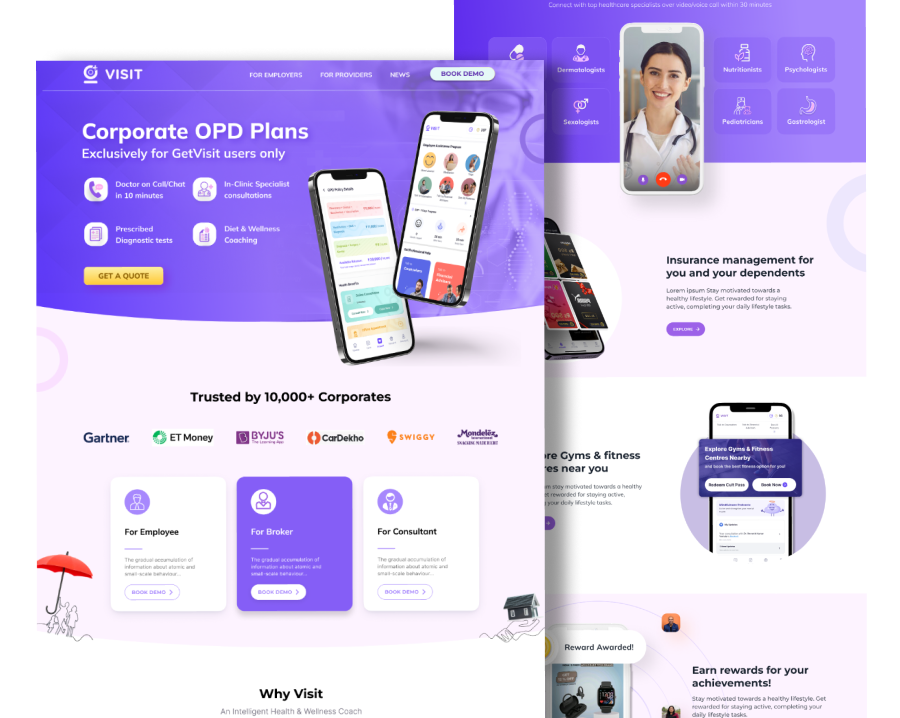 Connect with top healthcare specialists over video/voice call within 30 minutes
Dermatologists
Nutritionists
Psychologists
Sexologists
Pediatricians
Gastrologist
VISIT
FOR EMPLOYERS
FOR PROVIDERS
NEWS
BOOK DEMO
Corporate OPD Plans
Exclusively for GetVisit users only
Doctor on Call/Chat
in 10 minutes
In-Clinic Specialist
consultations
Prescribed
Diagnostic tests
Diet & Wellness
Coaching
GET A QUOTE
Insurance management for
you and your dependents
Lorem ipsum Stay motivated towards a
healthy lifestyle. Get rewarded for staying
active, completing your daily lifestyle tasks.
EXPLORE
Trusted by 10,000+ Corporates
Gartner
ET Money
BYJU'S
The Learning App
CarDekho
SWIGGY
Mondelēz
International
SNACKING MADE RIGHT
For Employee
The gradual accumulation of
information about atomic and
small-scale behaviour...
BOOK DEMO
For Broker
The gradual accumulation of
information about atomic and
small-scale behaviour...
BOOK DEMO
For Consultant
The gradual accumulation of
information about atomic and
small-scale behaviour...
BOOK DEMO
re Gyms & fitness
res near you
m stay motivated towards a healthy
et rewarded for staying active,
your daily lifestyle tasks.
VISIT
Explore Gyms & Fitness
Centres Nearby
and book the best fitness option for you!
Redeem Cult Pass
Book Now
Reward Awarded!
Earn rewards for your
achievements!
Stay motivated towards a healthy lifestyle. Get
rewarded for staying active, completing your
daily lifestyle tasks.
Why Visit
An Intelligent Health & Wellness Coach